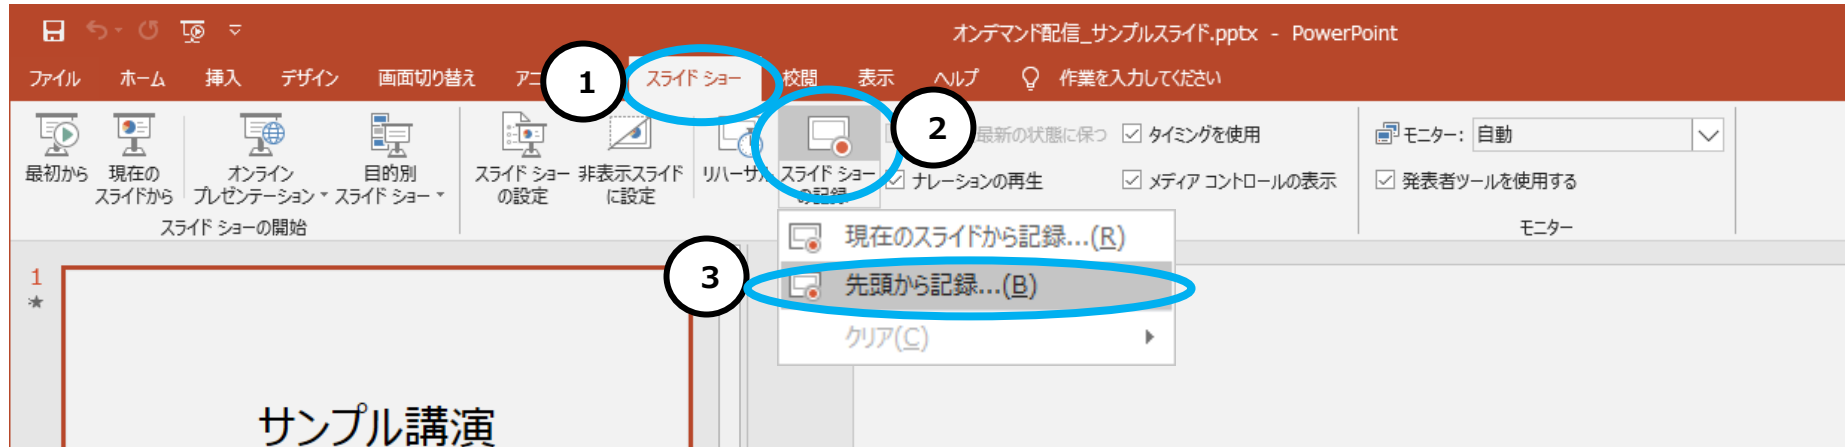 オンデマンド配信_サンプルスライド.pptx - PowerPoint
ファイル ホーム 挿入 デザイン 画面切り替え アニ 1 スライド ショー 校閲 表示 ヘルプ 作業を入力してください
最初から
現在の
スライドから
オンライン
プレゼンテーション
目的別
スライド ショー
スライド ショー
の設定
非表示スライド
に設定
リハーサル
スライド ショー
の記録
2
最新の状態に保つ
タイミングを使用
ナレーションの再生
メディア コントロールの表示
モニター: 自動
発表者ツールを使用する
スライド ショーの開始
モニター
現在のスライドから記録...(R)
3
先頭から記録...(B)
クリア(C)
1
サンプル講演